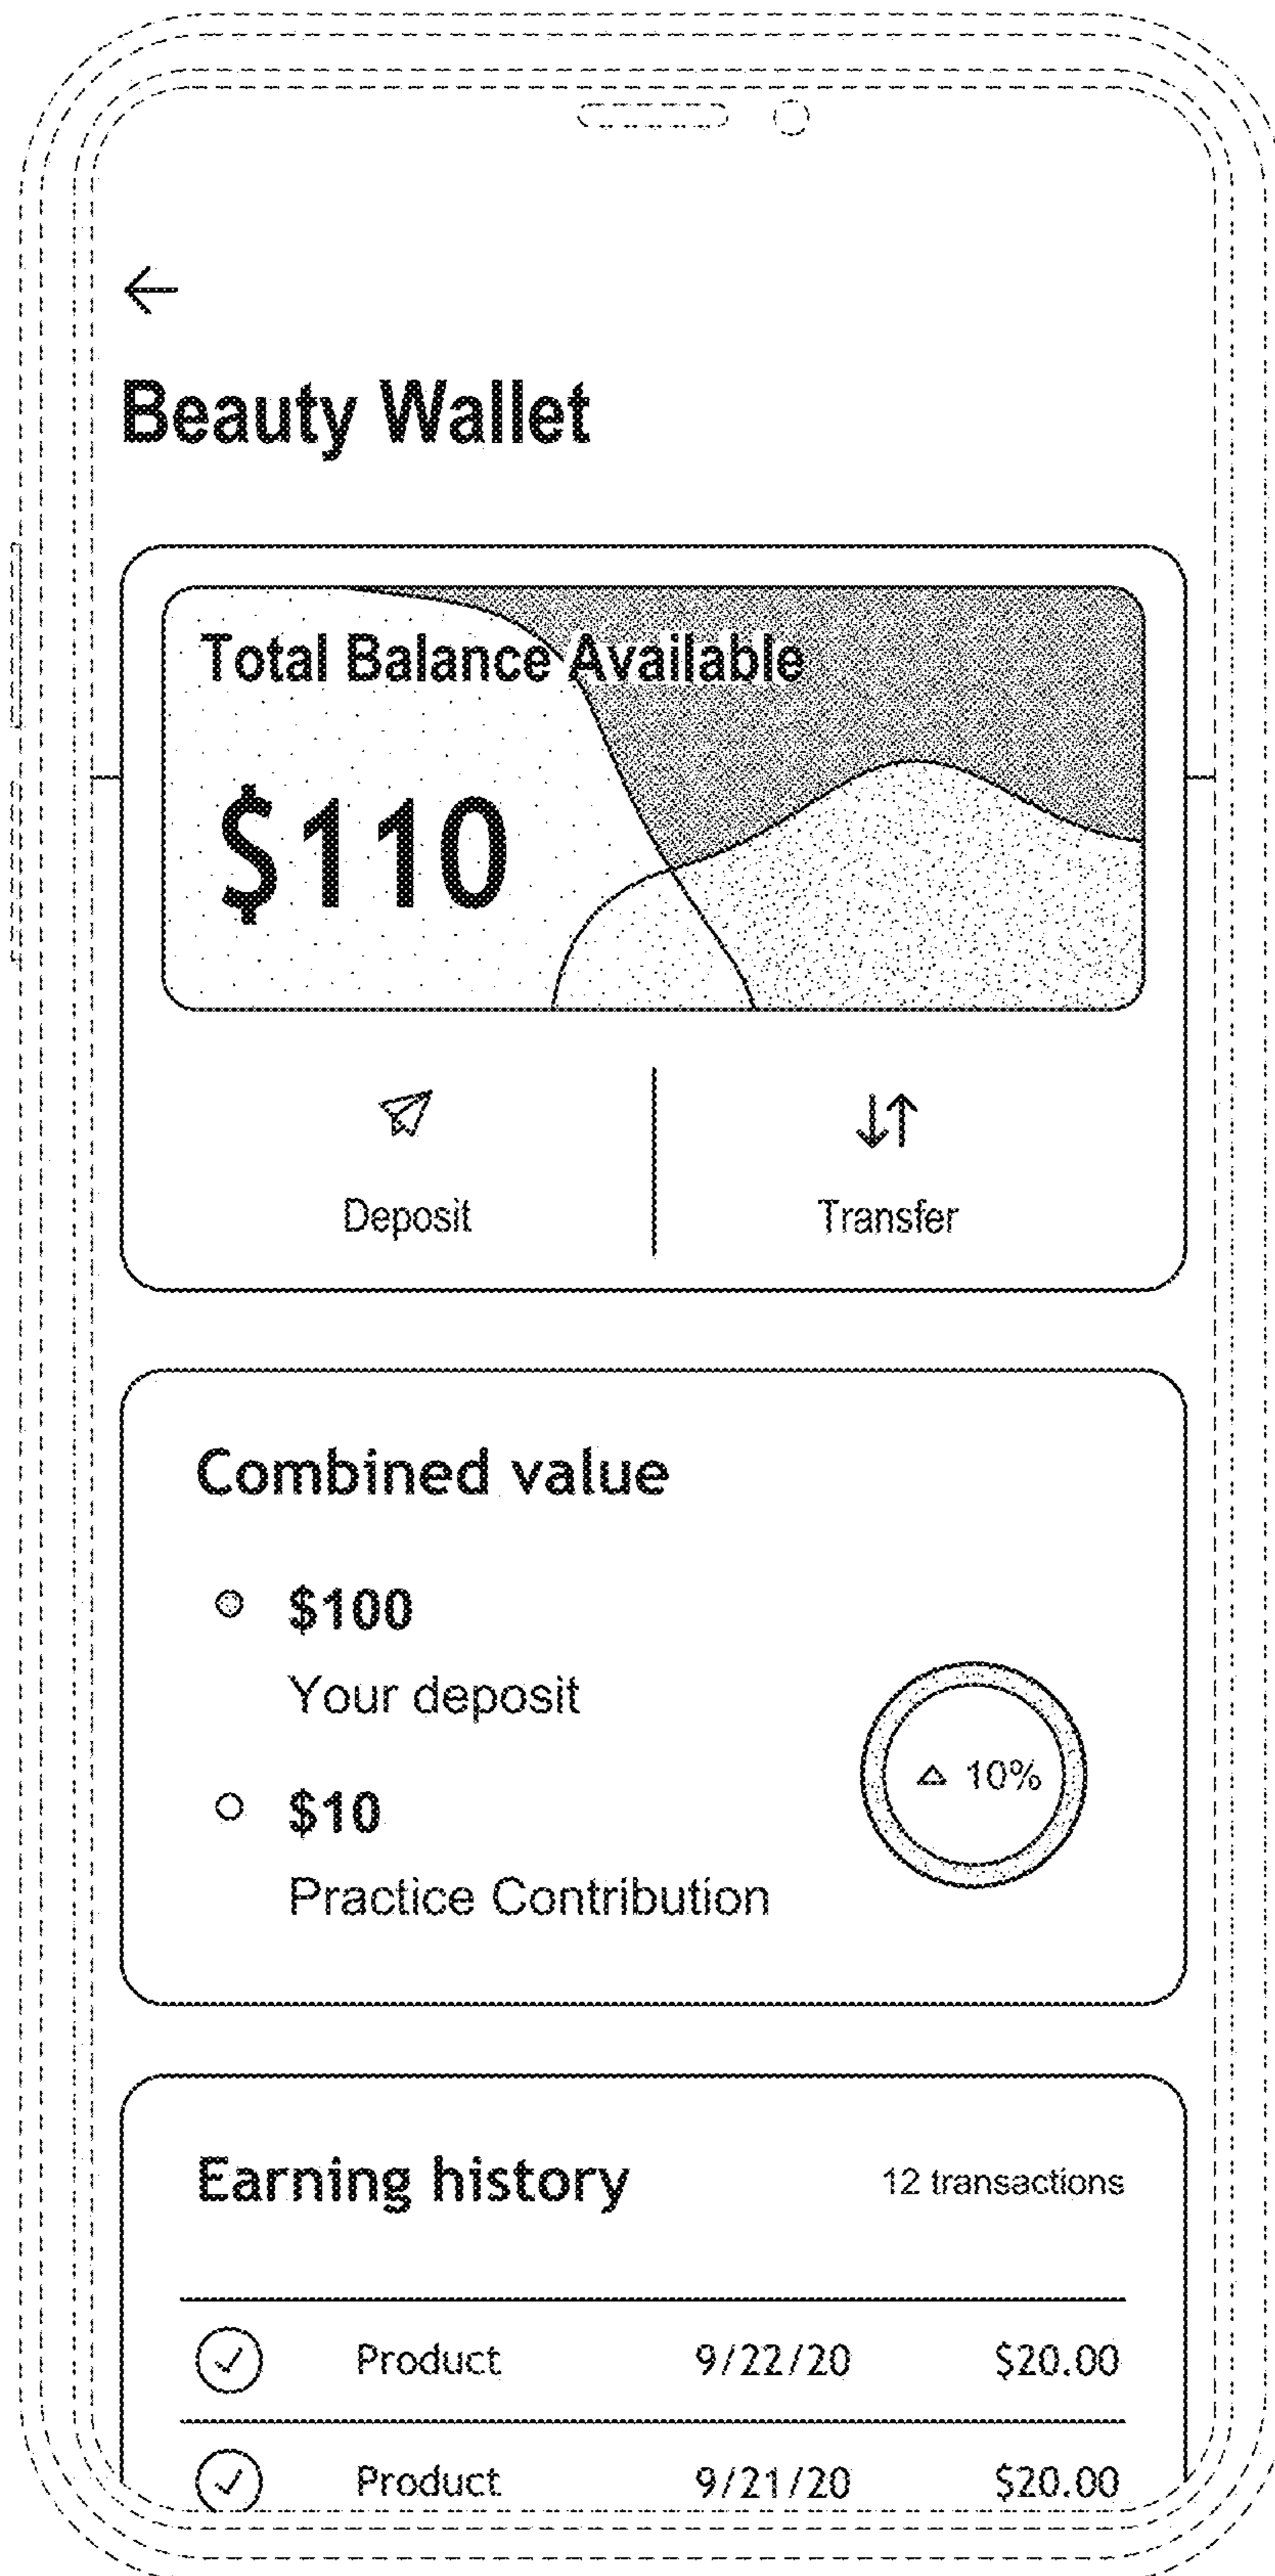 Beauty Wallet
Total Balance Available
$110
Deposit Transfer
Combined value
$100
Your deposit
10%
$10
Practice Contribution
Earning history 12 transactions
Product 9/22/20 $20.00
Product 9/21/20 $20.00